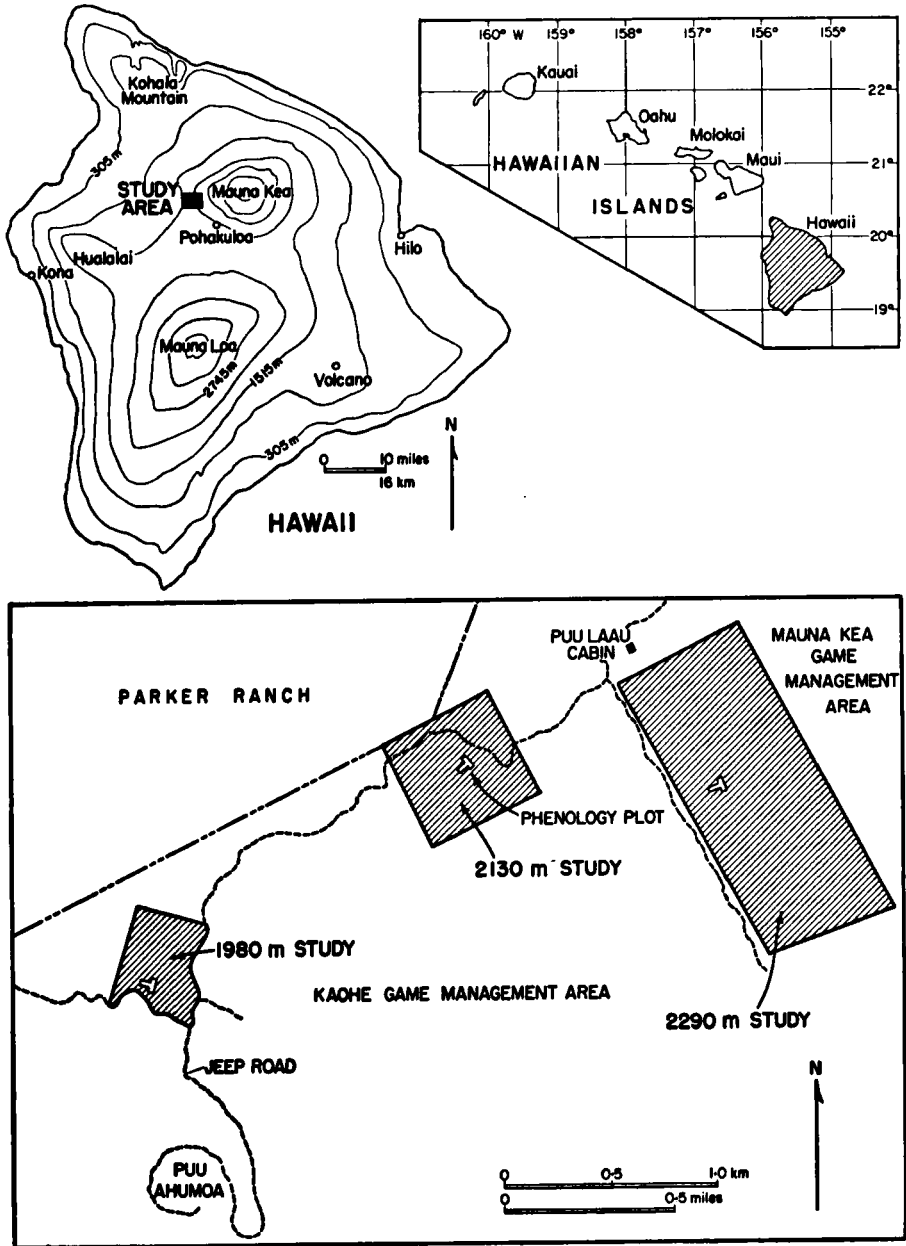 Kohala
Mountain
305 m
STUDY
AREA
Mauna Kea
Pohakuloa
Hualalai
Hilo
Kona
Mauna Loa
2745 m
1515 m
Volcano
305 m
0 10 miles
16 km
N
HAWAII
160° W 159° 158° 157° 156° 155°
Kauai
22°
Oahu
Molokai
Maui
21°
HAWAIIAN
ISLANDS
Hawaii
20°
19°
PARKER RANCH
PUU LAAU
CABIN
MAUNA KEA
GAME
MANAGEMENT
AREA
PHENOLOGY PLOT
2130 m STUDY
1980 m STUDY
KAOHE GAME MANAGEMENT AREA
2290 m STUDY
JEEP ROAD
N
PUU
AHUMOA
0 0·5 1·0 km
0 0·5 miles